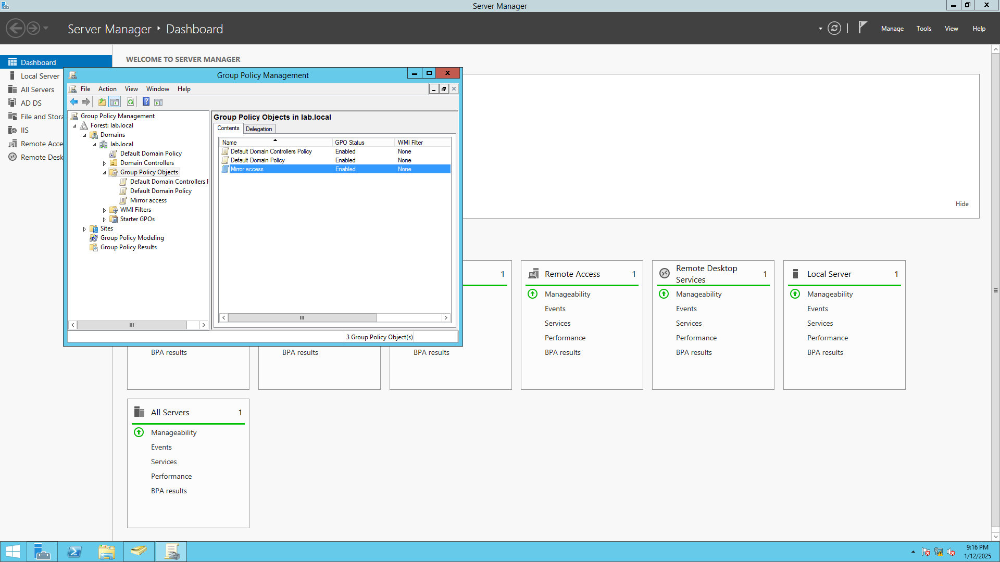 Server Manager
Server Manager ‣ Dashboard
Manage
Tools
View
Help
Dashboard
Local Server
All Servers
AD DS
File and Stora
IIS
Remote Acce
Remote Desk
WELCOME TO SERVER MANAGER
Hide
Group Policy Management
File
Action
View
Window
Help
Group Policy Management
Forest: lab.local
Domains
lab.local
Default Domain Policy
Domain Controllers
Group Policy Objects
Default Domain Controllers P
Default Domain Policy
Mirror access
WMI Filters
Starter GPOs
Sites
Group Policy Modeling
Group Policy Results
Group Policy Objects in lab.local
Contents
Delegation
Name GPO Status WMI Filter
Default Domain Controllers Policy Enabled None
Default Domain Policy Enabled None
Mirror access Enabled None
3 Group Policy Object(s)
BPA results
BPA results
1
BPA results
Remote Access 1
Manageability
Events
Services
Performance
BPA results
Remote Desktop
Services 1
Manageability
Events
Services
Performance
BPA results
Local Server 1
Manageability
Events
Services
Performance
BPA results
All Servers 1
Manageability
Events
Services
Performance
BPA results
9:16 PM
1/12/2025